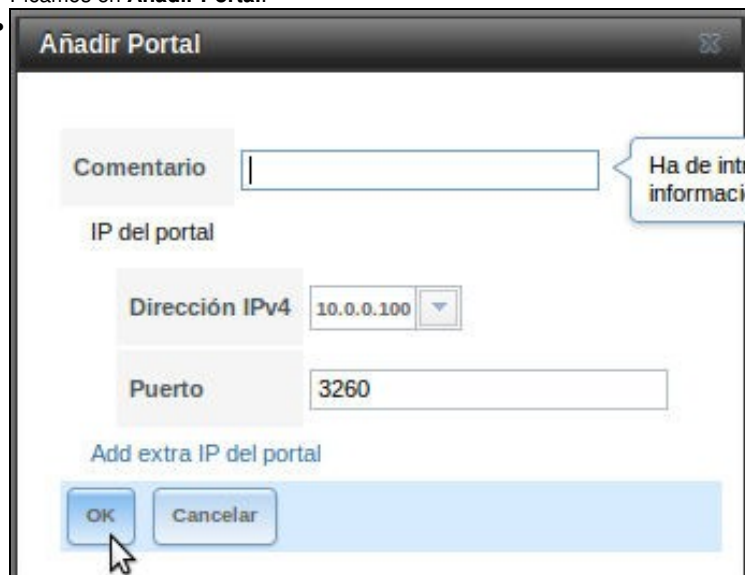 Picamos en Añadir Portal.
Añadir Portal
Comentario
Ha de intr
informaci
IP del portal
Dirección IPv4 10.0.0.100
Puerto 3260
Add extra IP del portal
OK Cancelar